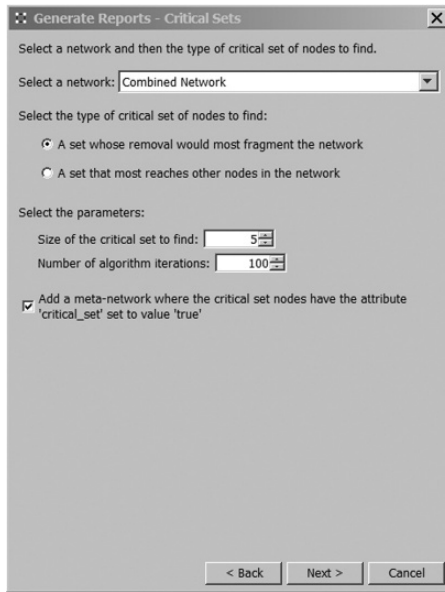 Generate Reports - Critical Sets
Select a network and then the type of critical set of nodes to find.
Select a network: Combined Network
Select the type of critical set of nodes to find:
A set whose removal would most fragment the network
A set that most reaches other nodes in the network
Select the parameters:
Size of the critical set to find: 5
Number of algorithm iterations: 100
Add a meta-network where the critical set nodes have the attribute
'critical_set' set to value 'true'
< Back Next > Cancel